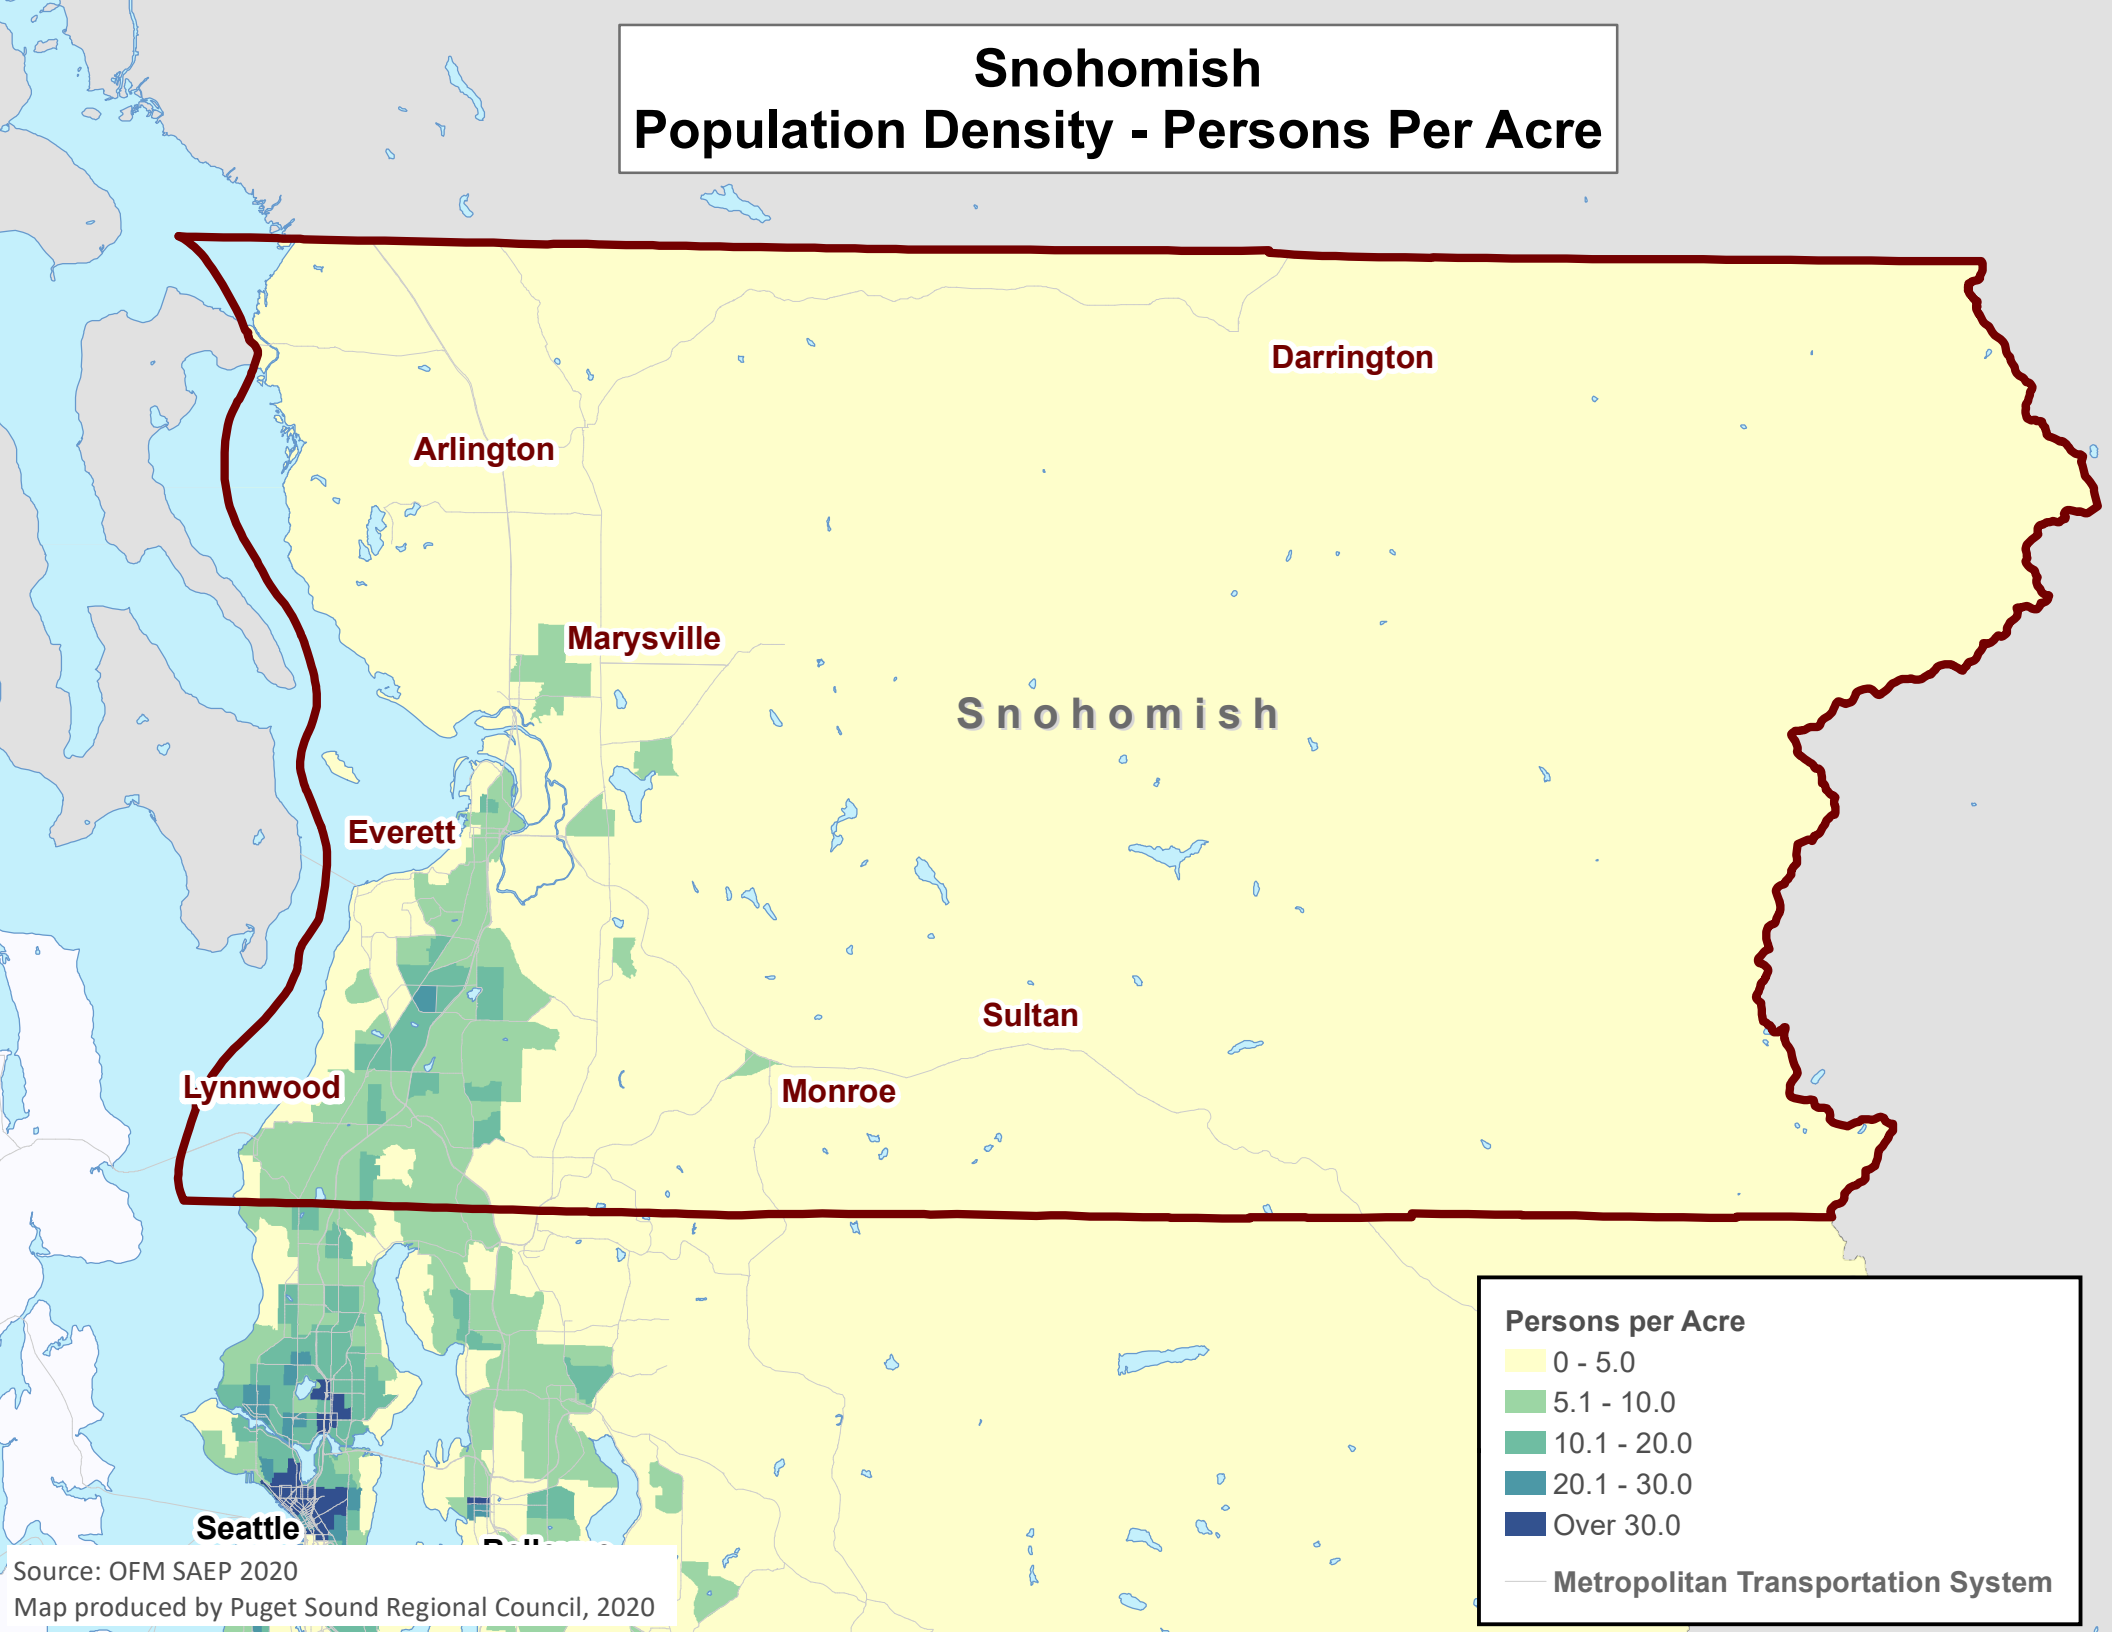 Snohomish
Population Density - Persons Per Acre
Darrington
Arlington
Marysville
Snohomish
Everett
Sultan
Lynnwood
Monroe
Persons per Acre
0 - 5.0
5.1 - 10.0
10.1 - 20.0
20.1 - 30.0
Over 30.0
Metropolitan Transportation System
Seattle
Source: OFM SAEP 2020
Map produced by Puget Sound Regional Council, 2020